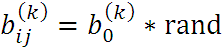 b_{ij}^{(k)} = b_0^{(k)} * rand